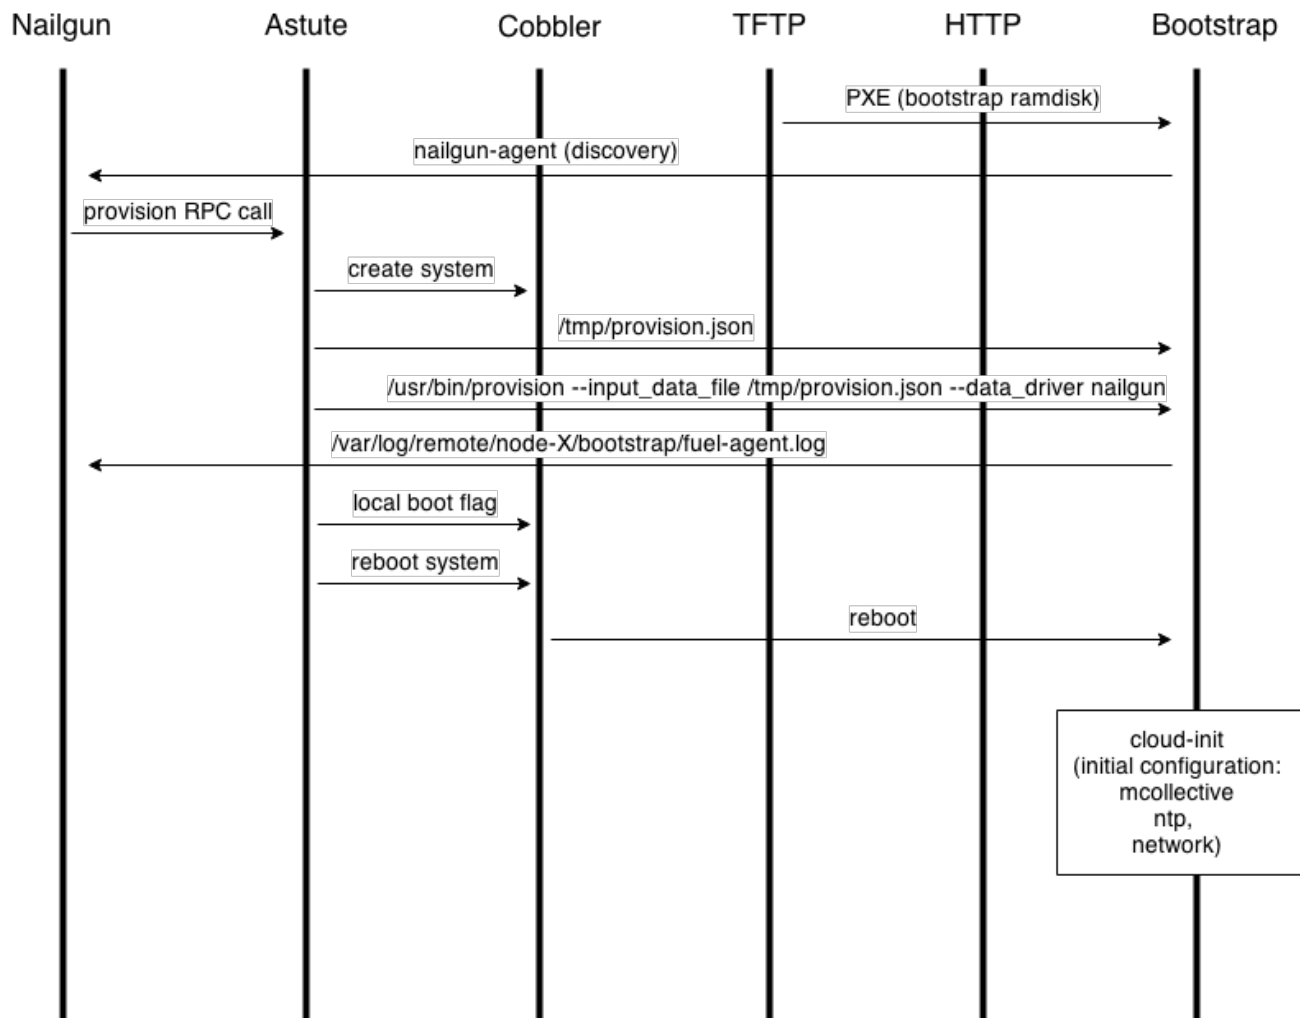 Nailgun
Astute
Cobbler
TFTP
HTTP
Bootstrap
PXE (bootstrap ramdisk)
nailgun-agent (discovery)
provision RPC call
create system
/tmp/provision.json
/usr/bin/provision --input_data_file /tmp/provision.json --data_driver nailgun
/var/log/remote/node-X/bootstrap/fuel-agent.log
local boot flag
reboot system
reboot
cloud-init
(initial configuration:
mcollective
ntp,
network)